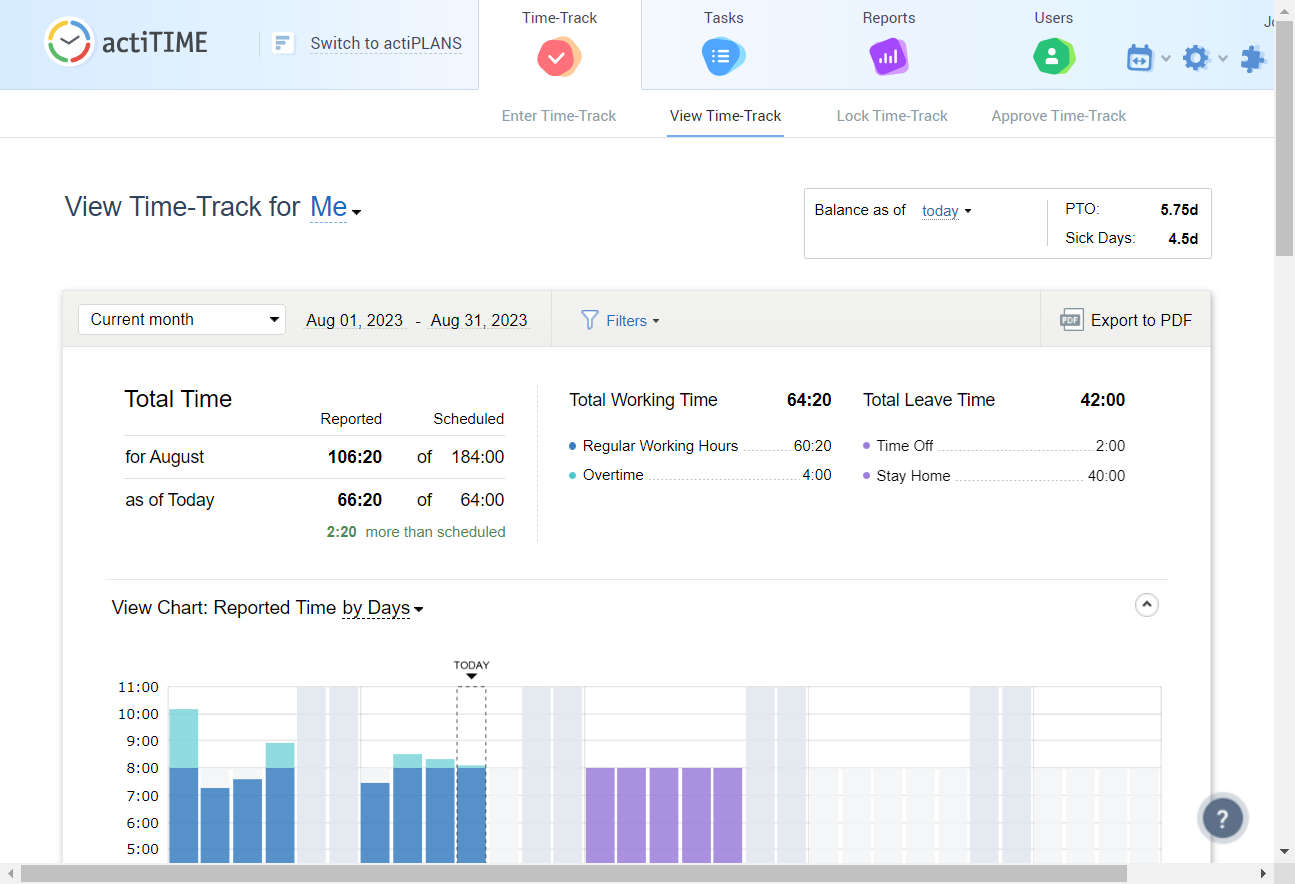 actiTIME
Switch to actiPLANS
Time-Track
Tasks
Reports
Users
Enter Time-Track
View Time-Track
Lock Time-Track
Approve Time-Track
View Time-Track for Me
Balance as of today
PTO: 5.75d
Sick Days: 4.5d
Current month
Aug 01, 2023 - Aug 31, 2023
Filters
PDF Export to PDF
Total Time
Reported Scheduled
for August 106:20 of 184:00
as of Today 66:20 of 64:00
2:20 more than scheduled
Total Working Time 64:20
Regular Working Hours 60:20
Overtime 4:00
Total Leave Time 42:00
Time Off 2:00
Stay Home 40:00
View Chart: Reported Time by Days
TODAY
11:00
10:00
9:00
8:00
7:00
6:00
5:00
?